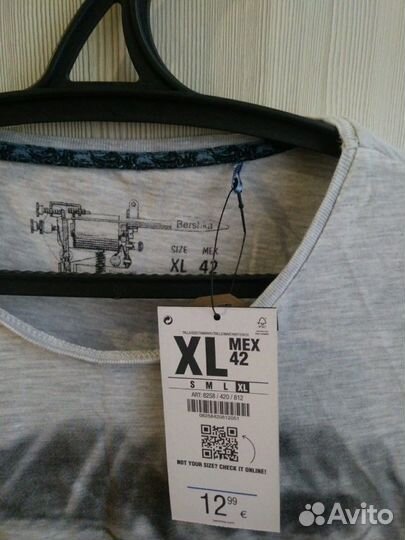 Bershka
SIZE MEX
XL 42
XL MEX 42
S M L XL
ART: 8258 / 420 / 812
NOT YOUR SIZE? CHECK IT ONLINE!
12,99 €
Avito